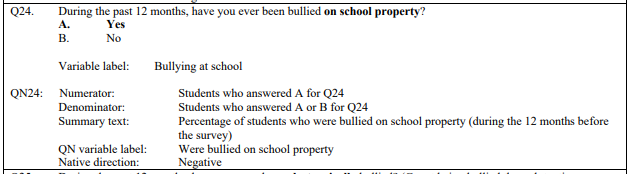 Q24. During the past 12 months, have you ever been bullied on school property?
A. Yes
B. No
Variable label: Bullying at school
QN24: Numerator: Students who answered A for Q24
Denominator: Students who answered A or B for Q24
Summary text: Percentage of students who were bullied on school property (during the 12 months before
the survey)
QN variable label: Were bullied on school property
Native direction: Negative